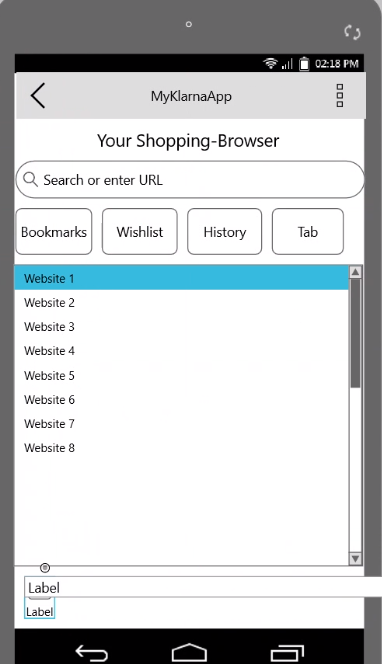 02:18 PM
MyKlarnaApp
Your Shopping-Browser
Search or enter URL
Bookmarks Wishlist History Tab
Website 1
Website 2
Website 3
Website 4
Website 5
Website 6
Website 7
Website 8
Label
Label